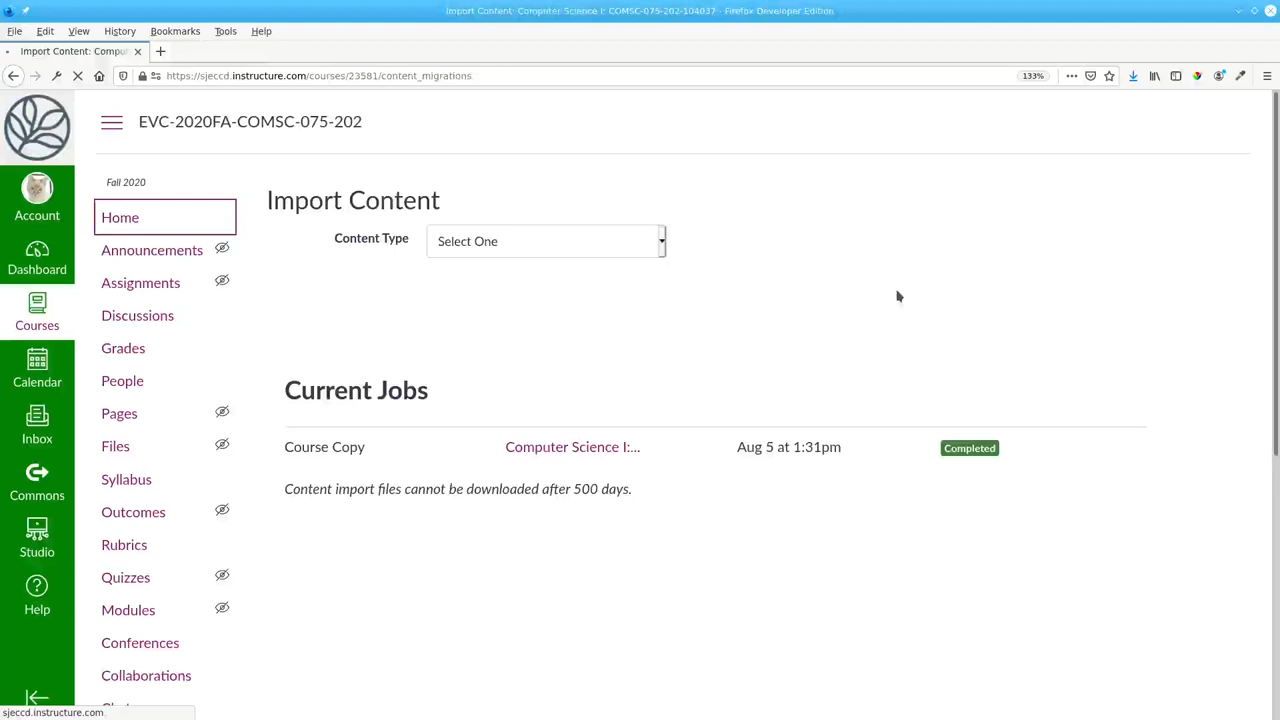 Import Content: Computer Science I: COMSC-075-202-104037 - Firefox Developer Edition
File Edit View History Bookmarks Tools Help
Import Content: Compu
https://sjeccd.instructure.com/courses/23581/content_migrations
133%
EVC-2020FA-COMSC-075-202
Fall 2020
Import Content
Content Type
Select One
Account
Dashboard
Courses
Calendar
Inbox
Commons
Studio
Help
Home
Announcements
Assignments
Discussions
Grades
People
Pages
Files
Syllabus
Outcomes
Rubrics
Quizzes
Modules
Conferences
Collaborations
Current Jobs
Course Copy Computer Science I:... Aug 5 at 1:31pm Completed
Content import files cannot be downloaded after 500 days.
sjeccd.instructure.com